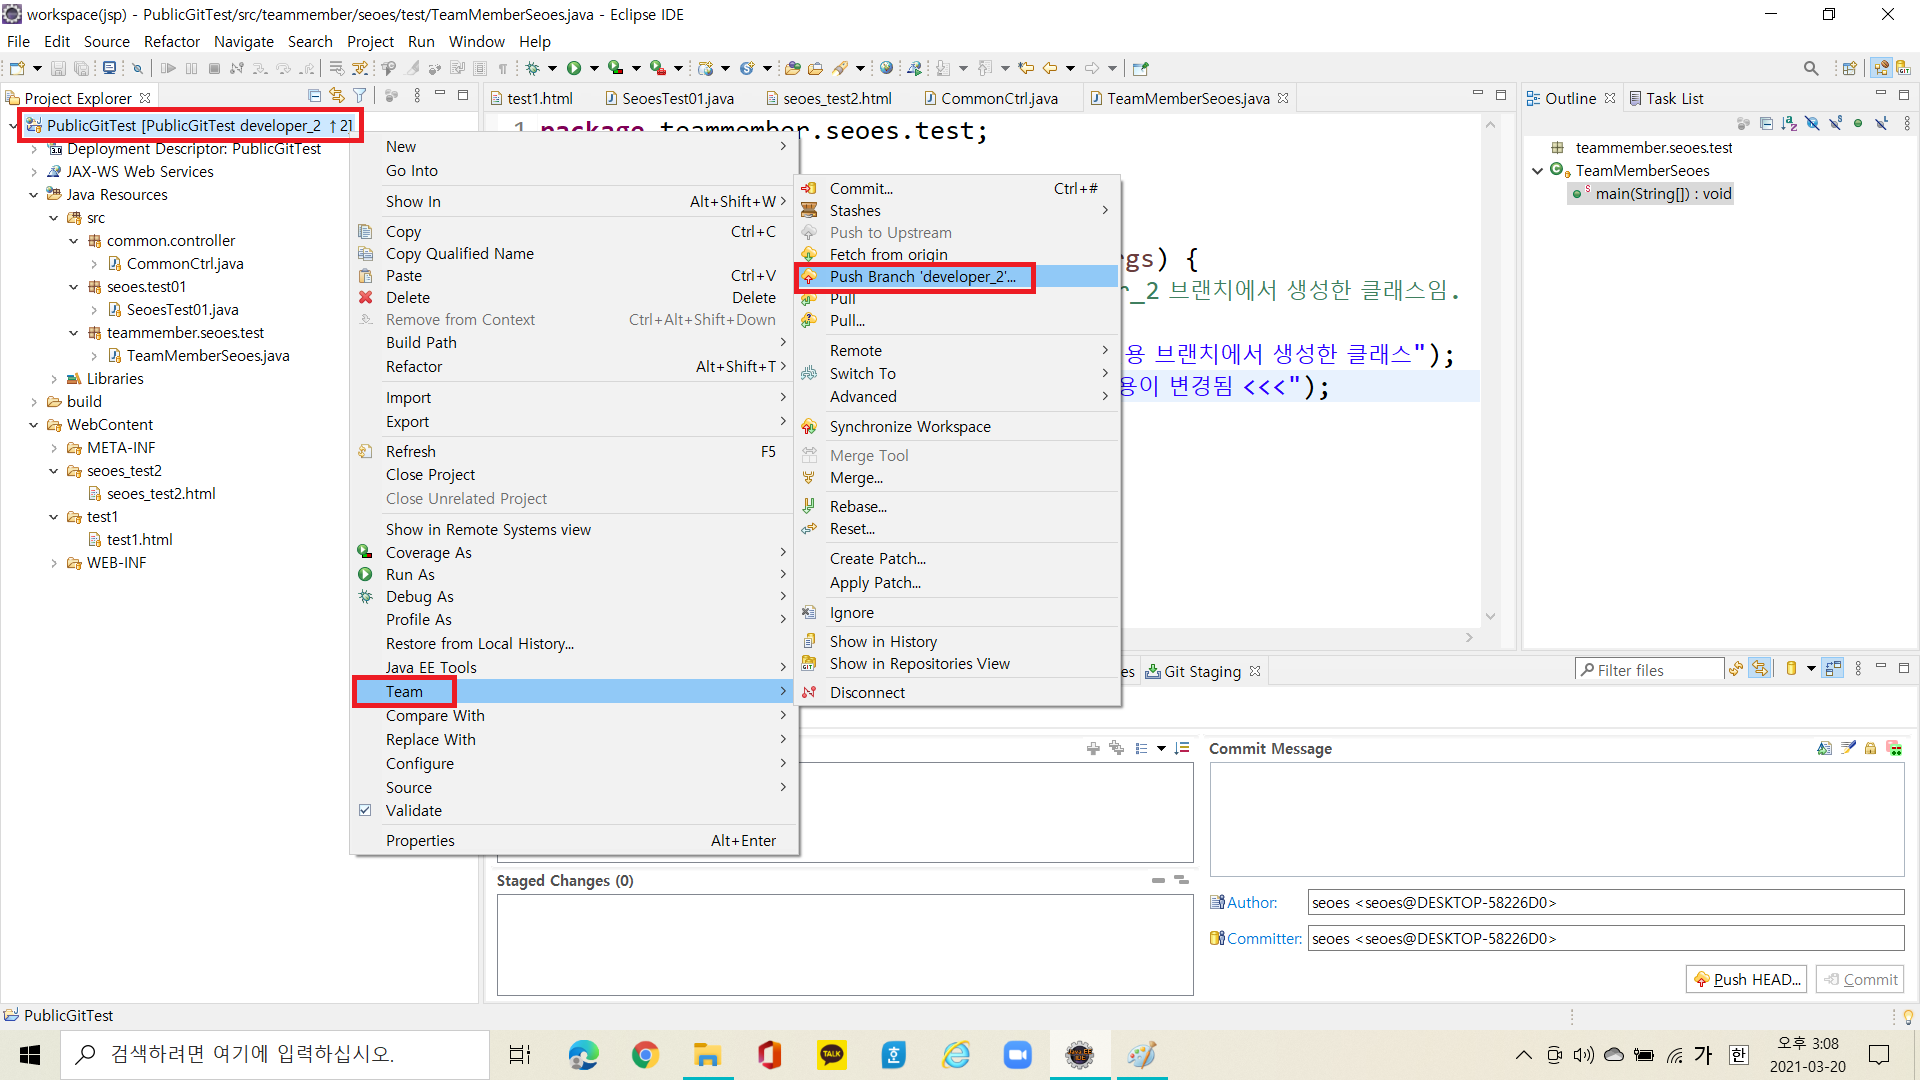 workspace(jsp) - PublicGitTest/src/teammember/seoes/test/TeamMemberSeoes.java - Eclipse IDE
File Edit Source Refactor Navigate Search Project Run Window Help
Project Explorer
PublicGitTest [PublicGitTest developer_2 ↑2]
Deployment Descriptor: PublicGitTest
JAX-WS Web Services
Java Resources
src
common.controller
CommonCtrl.java
seoes.test01
SeoesTest01.java
teammember.seoes.test
TeamMemberSeoes.java
Libraries
build
WebContent
META-INF
seoes_test2
seoes_test2.html
test1
test1.html
WEB-INF
New
Go Into
Show In Alt+Shift+W
Copy Ctrl+C
Copy Qualified Name
Paste Ctrl+V
Delete Delete
Remove from Context Ctrl+Alt+Shift+Down
Build Path
Refactor Alt+Shift+T
Import
Export
Refresh F5
Close Project
Close Unrelated Project
Show in Remote Systems view
Coverage As
Run As
Debug As
Profile As
Restore from Local History...
Java EE Tools
Team
Compare With
Replace With
Configure
Source
Validate
Properties Alt+Enter
Commit... Ctrl+#
Stashes
Push to Upstream
Fetch from origin
Push Branch 'developer_2'...
Pull
Pull...
Remote
Switch To
Advanced
Synchronize Workspace
Merge Tool
Merge...
Rebase...
Reset...
Create Patch...
Apply Patch...
Ignore
Show in History
Show in Repositories View
Disconnect
test1.html SeoesTest01.java seoes_test2.html CommonCtrl.java TeamMemberSeoes.java
1 package teammember.seoes.test;
gs) {
_2 브랜치에서 생성한 클래스임.
용 브랜치에서 생성한 클래스");
용이 변경됨 <<<");
Outline Task List
teammember.seoes.test
TeamMemberSeoes
main(String[]) : void
es Git Staging
Filter files
Commit Message
Staged Changes (0)
Author: seoes <seoes@DESKTOP-58226D0>
Committer: seoes <seoes@DESKTOP-58226D0>
Push HEAD... Commit
PublicGitTest
검색하려면 여기에 입력하십시오.
TALK
가 한
오후 3:08
2021-03-20